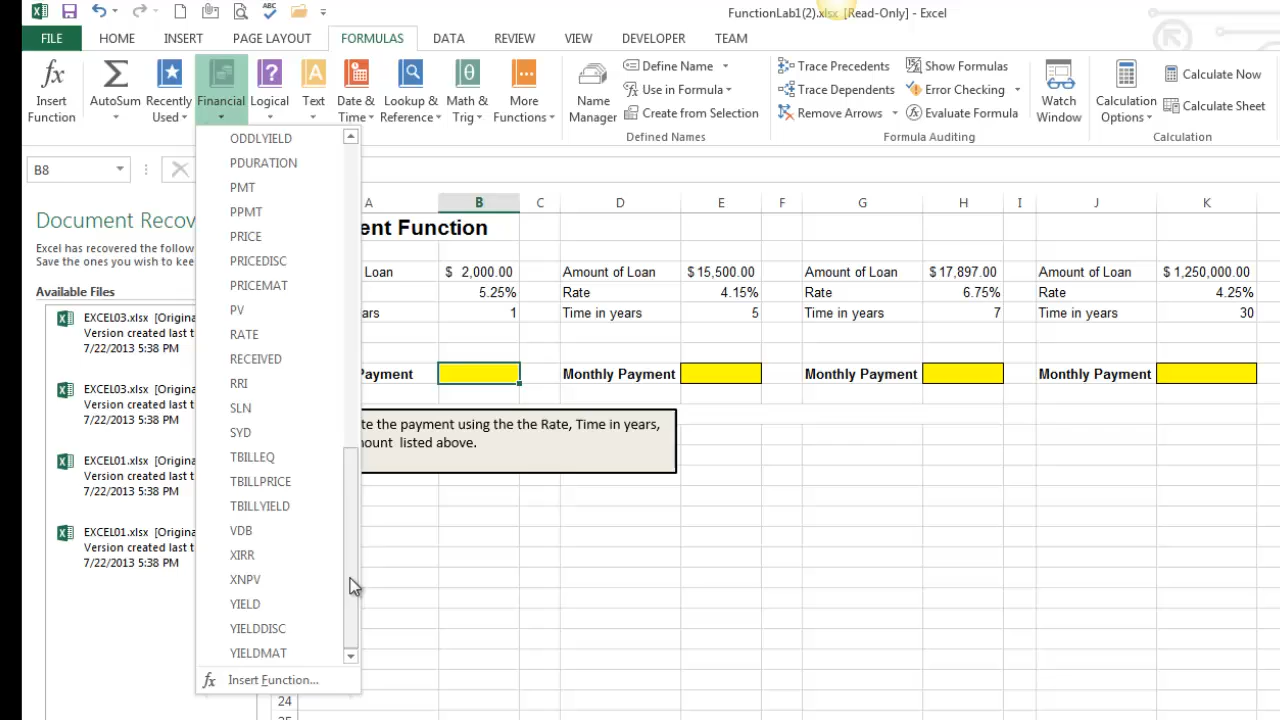 FunctionLab1(2).xlsx [Read-Only] - Excel
ABC
FILE HOME INSERT PAGE LAYOUT FORMULAS DATA REVIEW VIEW DEVELOPER TEAM
fx Σ ? A θ
Insert Function
AutoSum
Recently Used
Financial
Logical
Text
Date & Time
Lookup & Reference
Math & Trig
More Functions
Name Manager
Define Name
Use in Formula
Create from Selection
Defined Names
Trace Precedents
Trace Dependents
Remove Arrows
Show Formulas
Error Checking
Evaluate Formula
Formula Auditing
Watch Window
Calculation Options
Calculate Now
Calculate Sheet
Calculation
B8
Document Recov
Excel has recovered the follow
Save the ones you wish to kee
Available Files
EXCEL03.xlsx [Origina
Version created last t
7/22/2013 5:38 PM
EXCEL03.xlsx [Origina
Version created last t
7/22/2013 5:38 PM
EXCEL01.xlsx [Origina
Version created last t
7/22/2013 5:38 PM
EXCEL01.xlsx [Origina
Version created last t
7/22/2013 5:38 PM
ODDLYIELD
PDURATION
PMT
PPMT
PRICE
PRICEDISC
PRICEMAT
PV
RATE
RECEIVED
RRI
SLN
SYD
TBILLEQ
TBILLPRICE
TBILLYIELD
VDB
XIRR
XNPV
YIELD
YIELDDISC
YIELDMAT
fx Insert Function...
A B C D E F G H I J K
ent Function
Loan $ 2,000.00 Amount of Loan $ 15,500.00 Amount of Loan $ 17,897.00 Amount of Loan $ 1,250,000.00
5.25% Rate 4.15% Rate 6.75% Rate 4.25%
ars 1 Time in years 5 Time in years 7 Time in years 30
Payment Monthly Payment Monthly Payment Monthly Payment
te the payment using the the Rate, Time in years,
ount listed above.
24
25